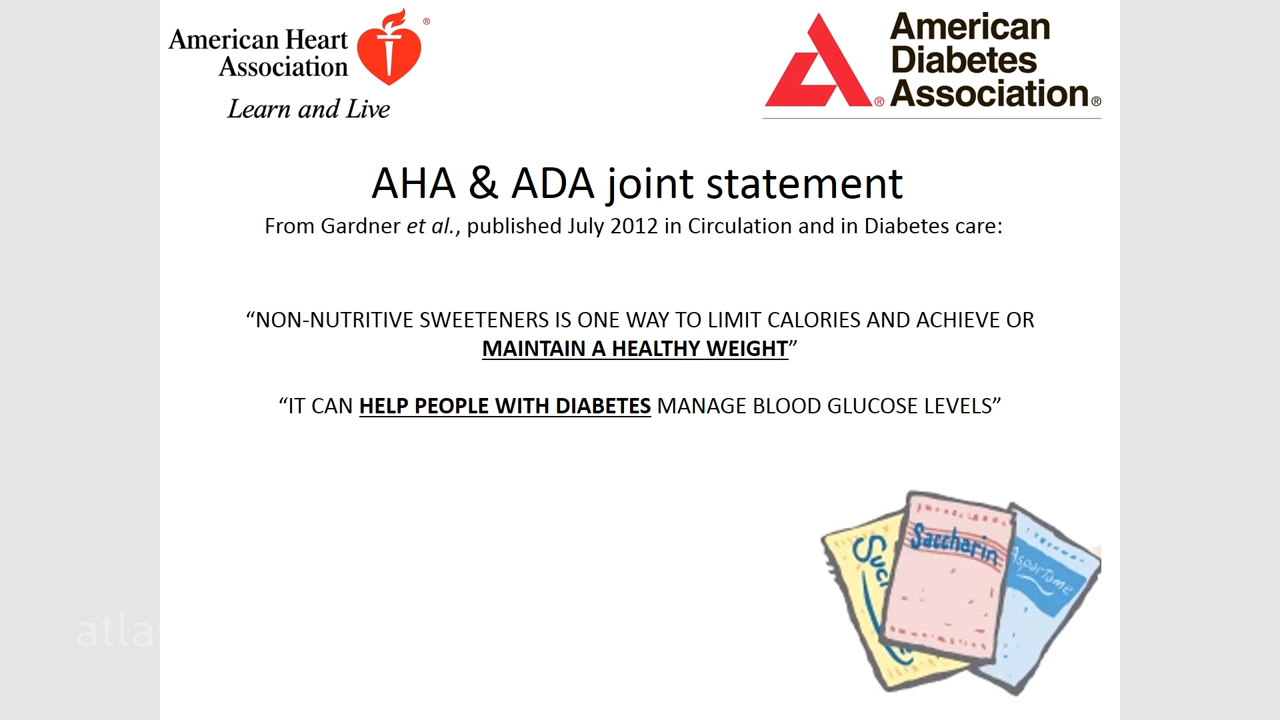 American Heart
Association
Learn and Live
American
Diabetes
Association
AHA & ADA joint statement
From Gardner et al., published July 2012 in Circulation and in Diabetes care:
“NON-NUTRITIVE SWEETENERS IS ONE WAY TO LIMIT CALORIES AND ACHIEVE OR
MAINTAIN A HEALTHY WEIGHT”
“IT CAN HELP PEOPLE WITH DIABETES MANAGE BLOOD GLUCOSE LEVELS”
Saccharin
Aspartame